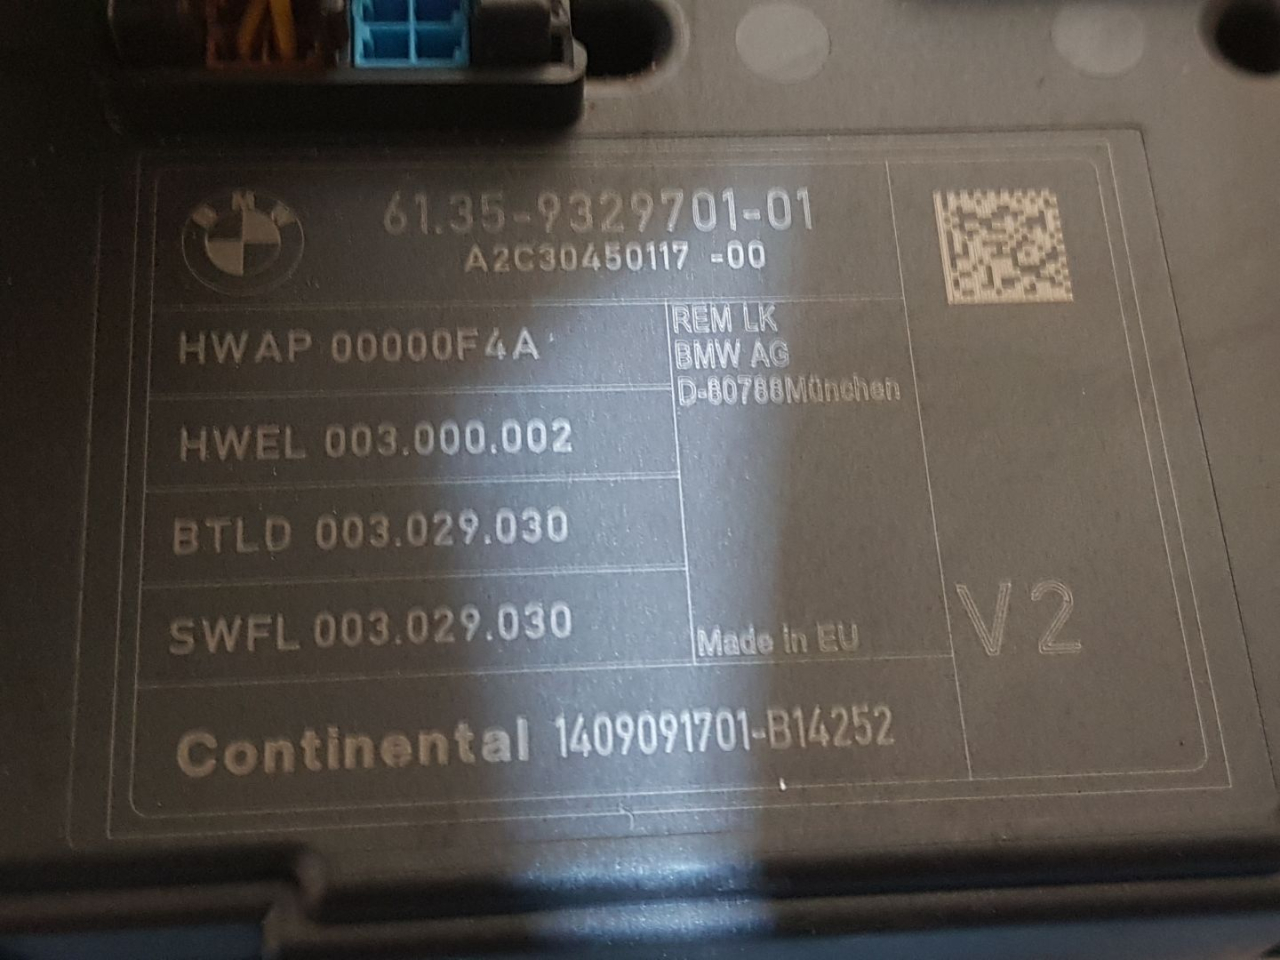 BMW
61.35-9329701-01
A2C30450117 -00
HWAP 00000F4A
REM LK
BMW AG
D-80788München
HWEL 003.000.002
BTLD 003.029.030
SWFL 003.029.030
Made in EU
V2
Continental 1409091701-B14252